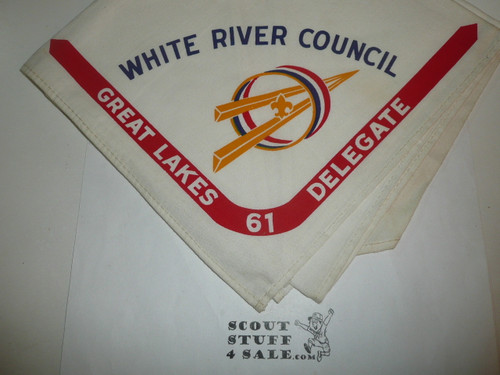 WHITE RIVER COUNCIL
GREAT LAKES 61 DELEGATE
SCOUT
STUFF
4 SALE.com